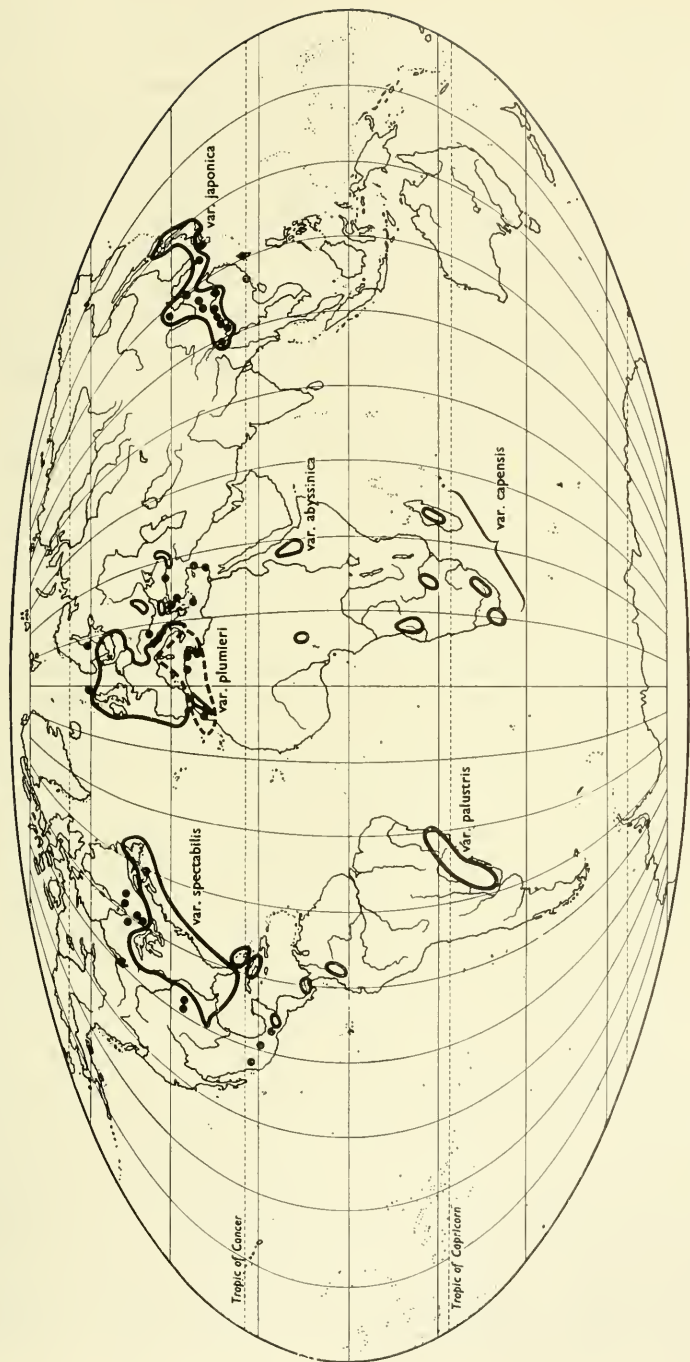 var. japonica
var. abyssinica
var. capensis
var. plumieri
var. spectabilis
var. palustris
Tropic of Cancer
Tropic of Capricorn